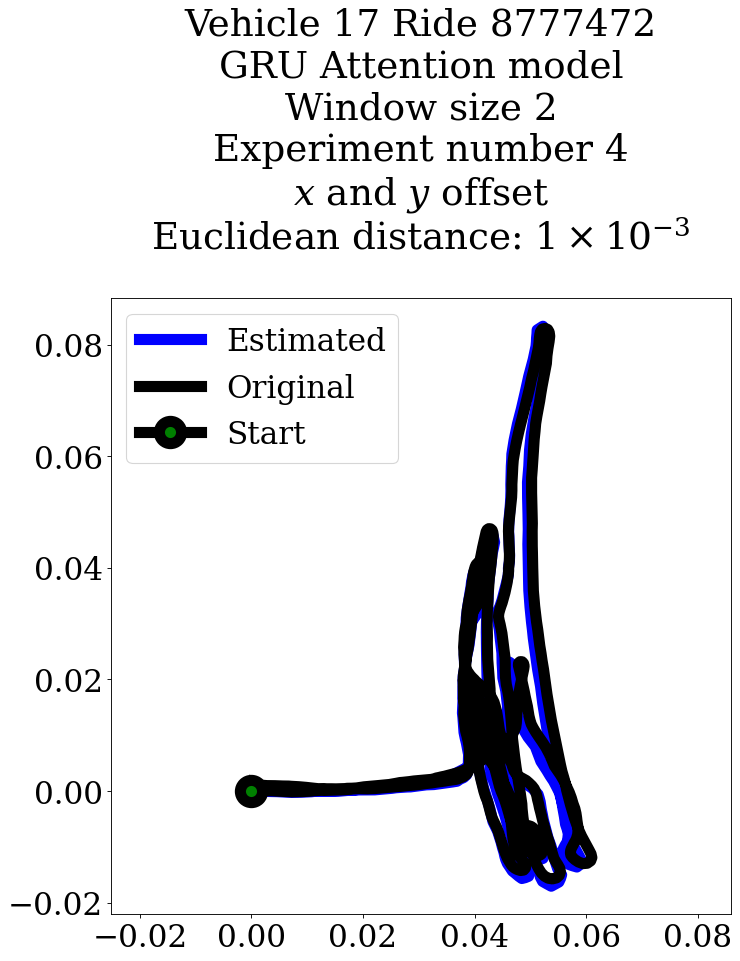 Vehicle 17 Ride 8777472
GRU Attention model
Window size 2
Experiment number 4
x and y offset
Euclidean distance: 1 × 10⁻³
Estimated
Original
Start
0.08
0.06
0.04
0.02
0.00
−0.02
−0.02 0.00 0.02 0.04 0.06 0.08